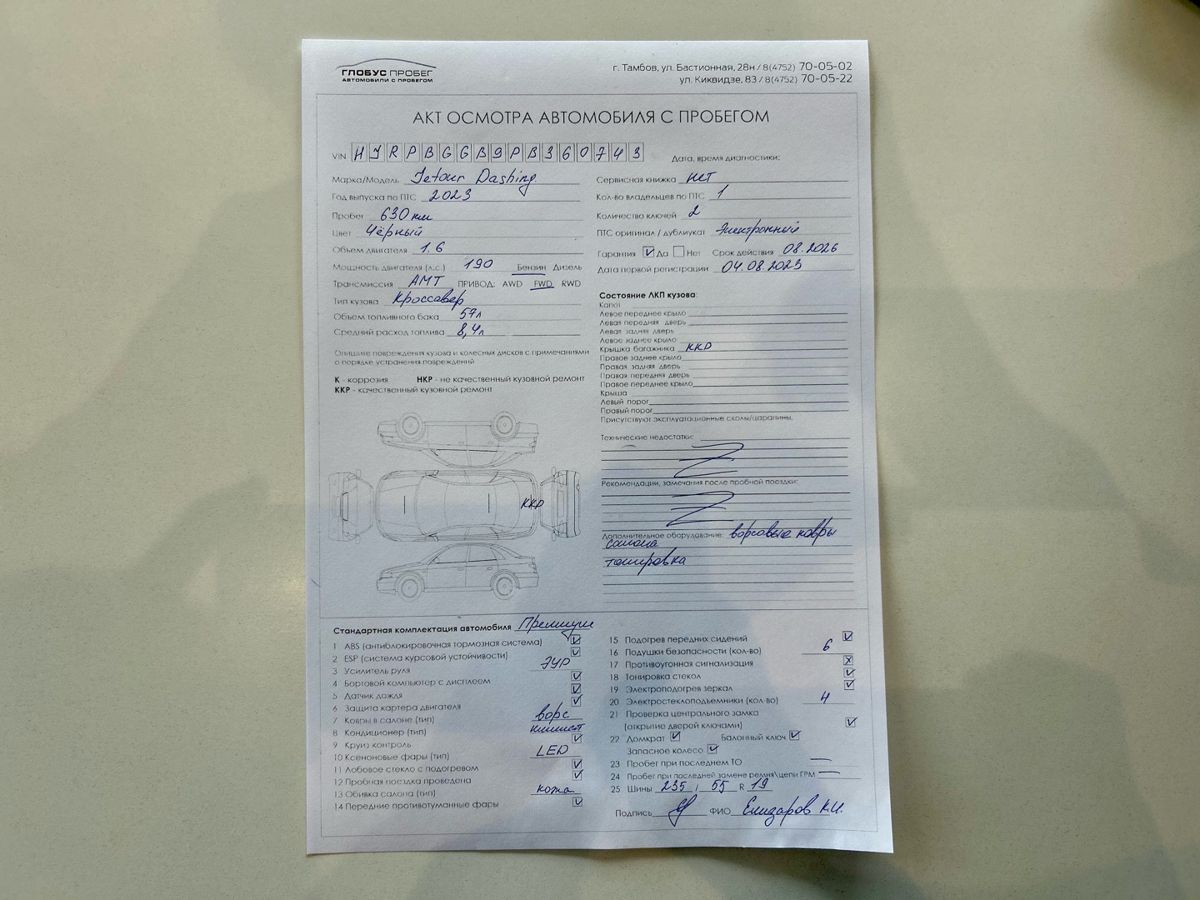 ГЛОБУС ПРОБЕГ
АВТОМОБИЛИ С ПРОБЕГОМ
г. Тамбов, ул. Бастионная, 28н / 8(4752) 70-05-02
ул. Киквидзе, 83 / 8(4752) 70-05-22
АКТ ОСМОТРА АВТОМОБИЛЯ С ПРОБЕГОМ
VIN HJRPBGGB9PB360743
Дата, время диагностики:
Марка/Модель Jetour Dashing
Год выпуска по ПТС 2023
Пробег 630 км
Цвет Чёрный
Объем двигателя 1.6
Мощность двигателя (л.с.) 190 Бензин Дизель
Трансмиссия АМТ ПРИВОД: AWD FWD RWD
Тип кузова Кроссовер
Объем топливного бака 57л
Средний расход топлива 8,4л
Опишите повреждения кузова и колесных дисков с примечаниями
о порядке устранения повреждений
К - коррозия НКР - не качественный кузовной ремонт
ККР - качественный кузовной ремонт
ККР
Сервисная книжка нет
Кол-во владельцев по ПТС 1
Количество ключей 2
ПТС оригинал / дубликат Электронный
Гарантия Да Нет Срок действия 08.2026
Дата первой регистрации 04.08.2023
Состояние ЛКП кузова:
Капот
Левое переднее крыло
Левая передняя дверь
Левая задняя дверь
Левое заднее крыло
Крышка багажника ККР
Правое заднее крыло
Правая задняя дверь
Правая передняя дверь
Правое переднее крыло
Крыша
Левый порог
Правый порог
Присутствуют эксплуатационные сколы/царапины.
Технические недостатки:
Рекомендации, замечания после пробной поездки:
Дополнительное оборудование: ворсовые ковры
салона
тонировка
Стандартная комплектация автомобиля Премиум
1 ABS (антиблокировочная тормозная система)
2 ESP (система курсовой устойчивости)
3 Усилитель руля ЭУР
4 Бортовой компьютер с дисплеем
5 Датчик дождя
6 Защита картера двигателя
7 Ковры в салоне (тип) ворс
8 Кондиционер (тип) климат
9 Круиз контроль
10 Ксеноновые фары (тип) LED
11 Лобовое стекло с подогревом
12 Пробная поездка проведена
13 Обивка салона (тип) кожа
14 Передние противотуманные фары
15 Подогрев передних сидений
16 Подушки безопасности (кол-во) 6
17 Противоугонная сигнализация
18 Тонировка стекол
19 Электроподогрев зеркал
20 Электростеклоподъемники (кол-во) 4
21 Проверка центрального замка
(открытие дверей ключами)
22 Домкрат Балонный ключ
Запасное колесо
23 Пробег при последнем ТО
24 Пробег при последней замене ремня\цепи ГРМ
25 Шины 235 / 55 R 19
Подпись ФИО Елизаров К.И.